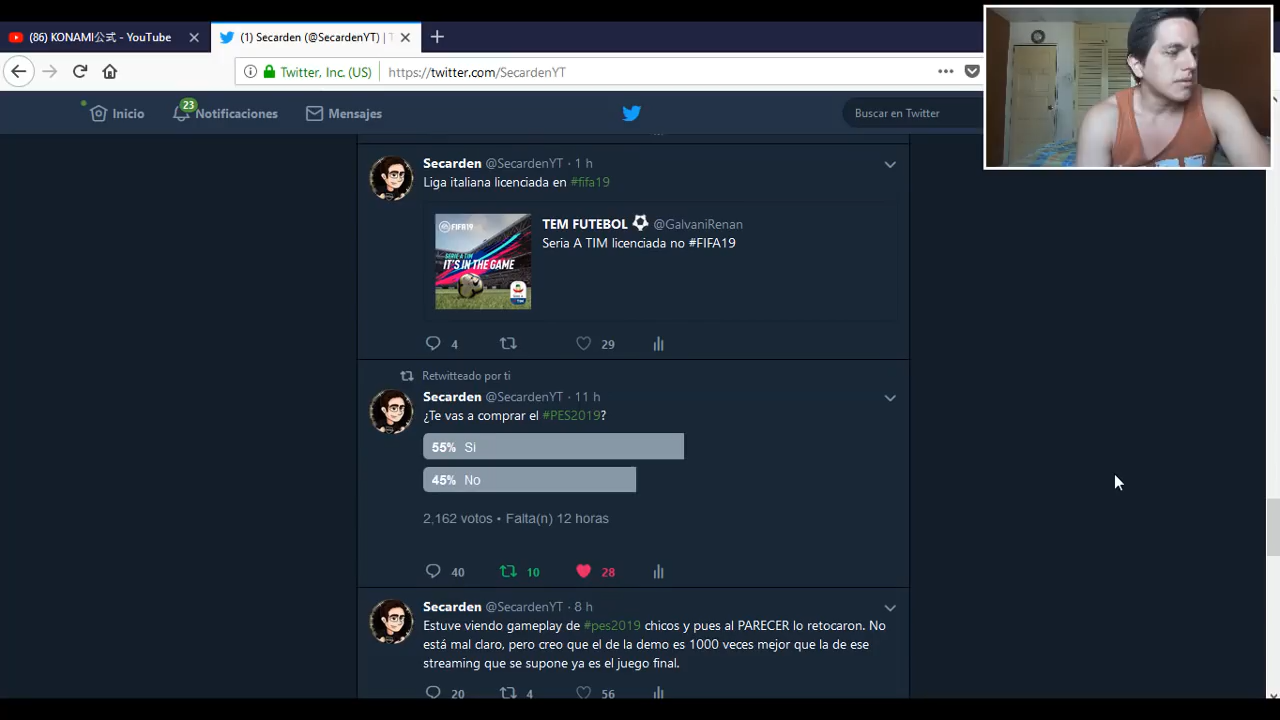 (86) KONAMI公式 - YouTube
(1) Secarden (@SecardenYT) | T
Twitter, Inc. (US)
https://twitter.com/SecardenYT
Inicio
23
Notificaciones
Mensajes
Buscar en Twitter
Secarden @SecardenYT · 1 h
Liga italiana licenciada en #fifa19
FIFA19
SERIE A TIM
IT'S IN THE GAME
TEM FUTEBOL ⚽ @GalvaniRenan
Seria A TIM licenciada no #FIFA19
4
29
Retwitteado por ti
Secarden @SecardenYT · 11 h
¿Te vas a comprar el #PES2019?
55% Si
45% No
2,162 votos • Falta(n) 12 horas
40
10
28
Secarden @SecardenYT · 8 h
Estuve viendo gameplay de #pes2019 chicos y pues al PARECER lo retocaron. No
está mal claro, pero creo que el de la demo es 1000 veces mejor que la de ese
streaming que se supone ya es el juego final.
20
4
56